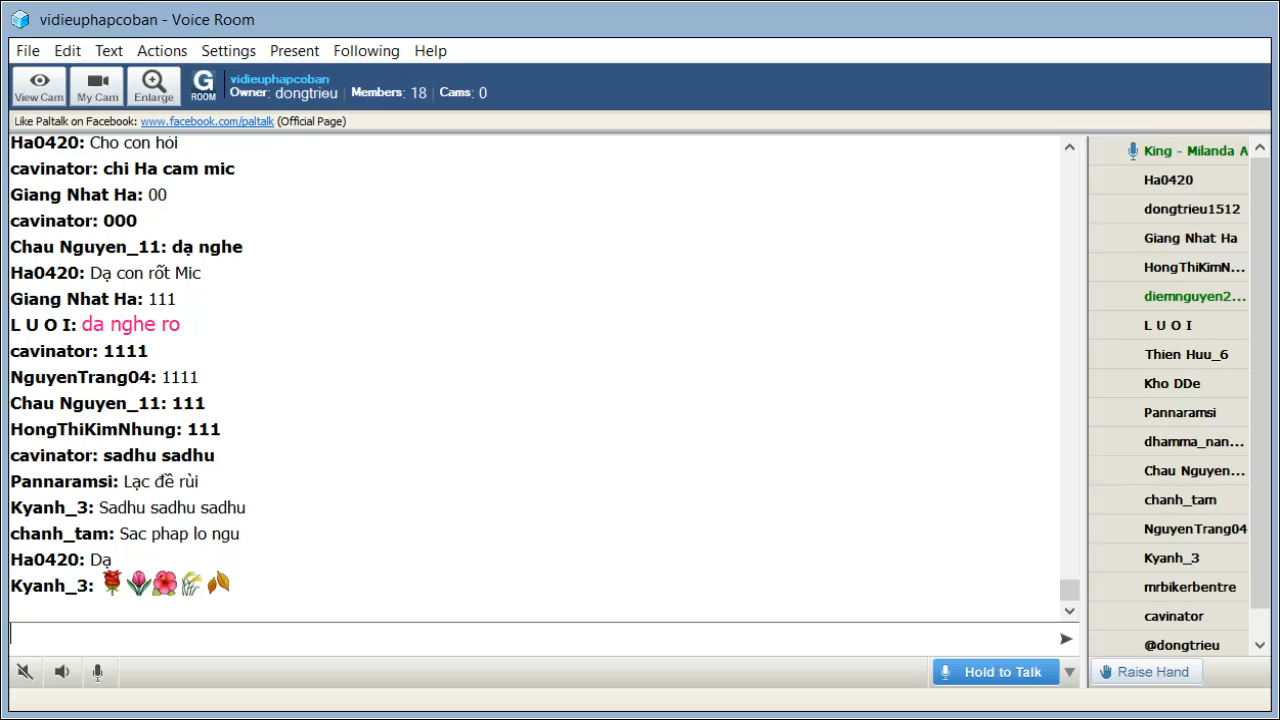 vidieuphapcoban - Voice Room
File Edit Text Actions Settings Present Following Help
View Cam My Cam Enlarge G ROOM
vidieuphapcoban
Owner: dongtrieu | Members: 18 | Cams: 0
Like Paltalk on Facebook: www.facebook.com/paltalk (Official Page)
Ha0420: Cho con hỏi
cavinator: chi Ha cam mic
Giang Nhat Ha: 00
cavinator: 000
Chau Nguyen_11: dạ nghe
Ha0420: Dạ con rốt Mic
Giang Nhat Ha: 111
L U O I: da nghe ro
cavinator: 1111
NguyenTrang04: 1111
Chau Nguyen_11: 111
HongThiKimNhung: 111
cavinator: sadhu sadhu
Pannaramsi: Lạc đề rùi
Kyanh_3: Sadhu sadhu sadhu
chanh_tam: Sac phap lo ngu
Ha0420: Dạ
Kyanh_3:
King - Milanda A
Ha0420
dongtrieu1512
Giang Nhat Ha
HongThiKimN...
diemnguyen2...
L U O I
Thien Huu_6
Kho DDe
Pannaramsi
dhamma_nan...
Chau Nguyen...
chanh_tam
NguyenTrang04
Kyanh_3
mrbikerbentre
cavinator
@dongtrieu
Hold to Talk
Raise Hand